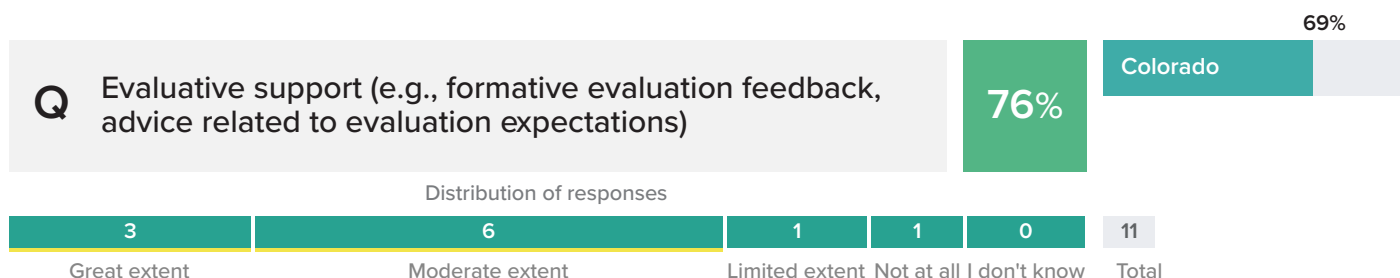 69%
Q
Evaluative support (e.g., formative evaluation feedback,
advice related to evaluation expectations)
76%
Colorado
Distribution of responses
3 6 1 1 0 11
Great extent Moderate extent Limited extent Not at all I don't know Total